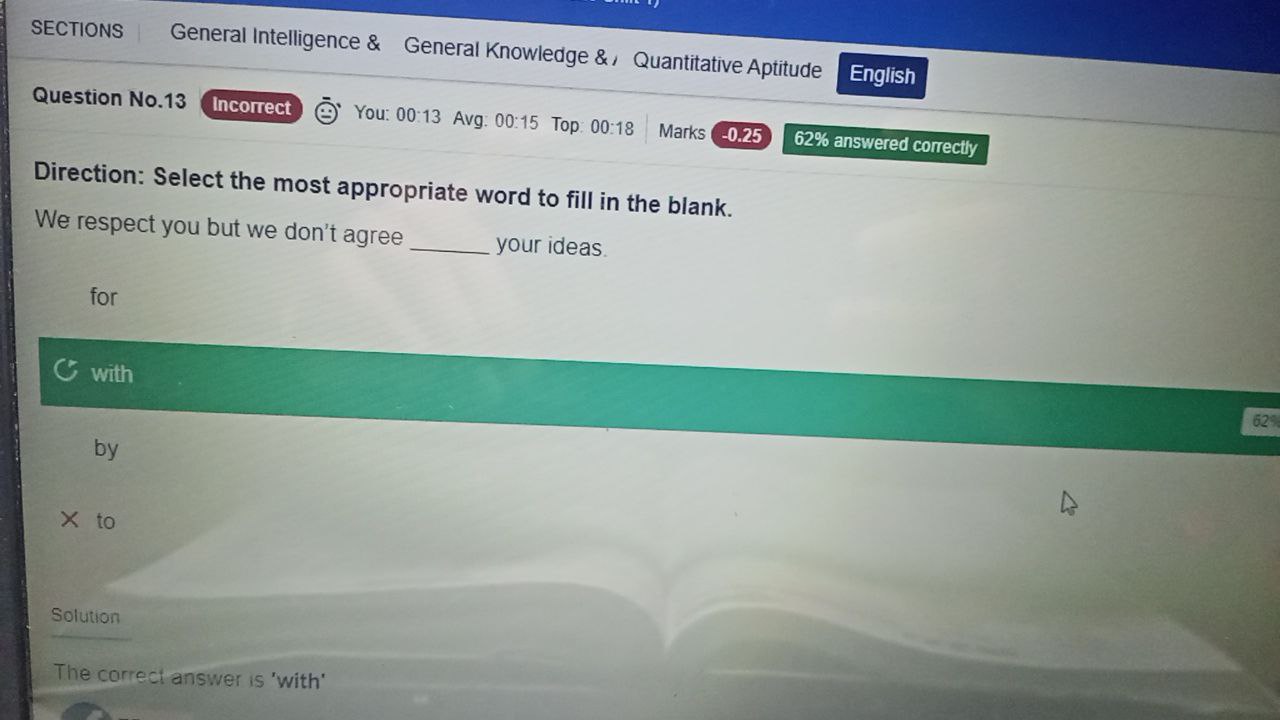 SECTIONS General Intelligence & General Knowledge & Quantitative Aptitude English
Question No.13 Incorrect You: 00:13 Avg: 00:15 Top: 00:18 Marks -0.25 62% answered correctly
Direction: Select the most appropriate word to fill in the blank.
We respect you but we don't agree ______ your ideas.
for
with
62%
by
to
Solution
The correct answer is 'with'